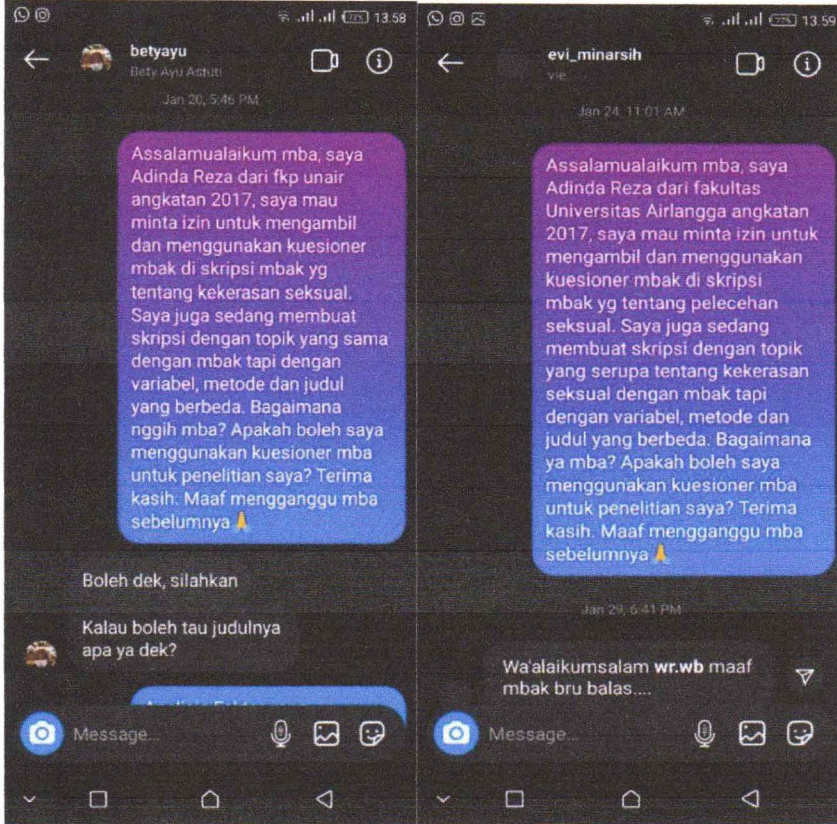 13.58
betyayu
Bety Ayu Astuti
Jan 20, 5:46 PM
Assalamualaikum mba, saya
Adinda Reza dari fkp unair
angkatan 2017, saya mau
minta izin untuk mengambil
dan menggunakan kuesioner
mbak di skripsi mbak yg
tentang kekerasan seksual.
Saya juga sedang membuat
skripsi dengan topik yang sama
dengan mbak tapi dengan
variabel, metode dan judul
yang berbeda. Bagaimana
nggih mba? Apakah boleh saya
menggunakan kuesioner mba
untuk penelitian saya? Terima
kasih. Maaf mengganggu mba
sebelumnya 🙏
Boleh dek, silahkan
Kalau boleh tau judulnya
apa ya dek?
Message...
13.59
evi_minarsih
vie
Jan 24, 11:01 AM
Assalamualaikum mba, saya
Adinda Reza dari fakultas
Universitas Airlangga angkatan
2017, saya mau minta izin untuk
mengambil dan menggunakan
kuesioner mbak di skripsi
mbak yg tentang pelecehan
seksual. Saya juga sedang
membuat skripsi dengan topik
yang serupa tentang kekerasan
seksual dengan mbak tapi
dengan variabel, metode dan
judul yang berbeda. Bagaimana
ya mba? Apakah boleh saya
menggunakan kuesioner mba
untuk penelitian saya? Terima
kasih. Maaf mengganggu mba
sebelumnya 🙏
Jan 29, 6:41 PM
Wa'alaikumsalam wr.wb maaf
mbak bru balas....
Message...